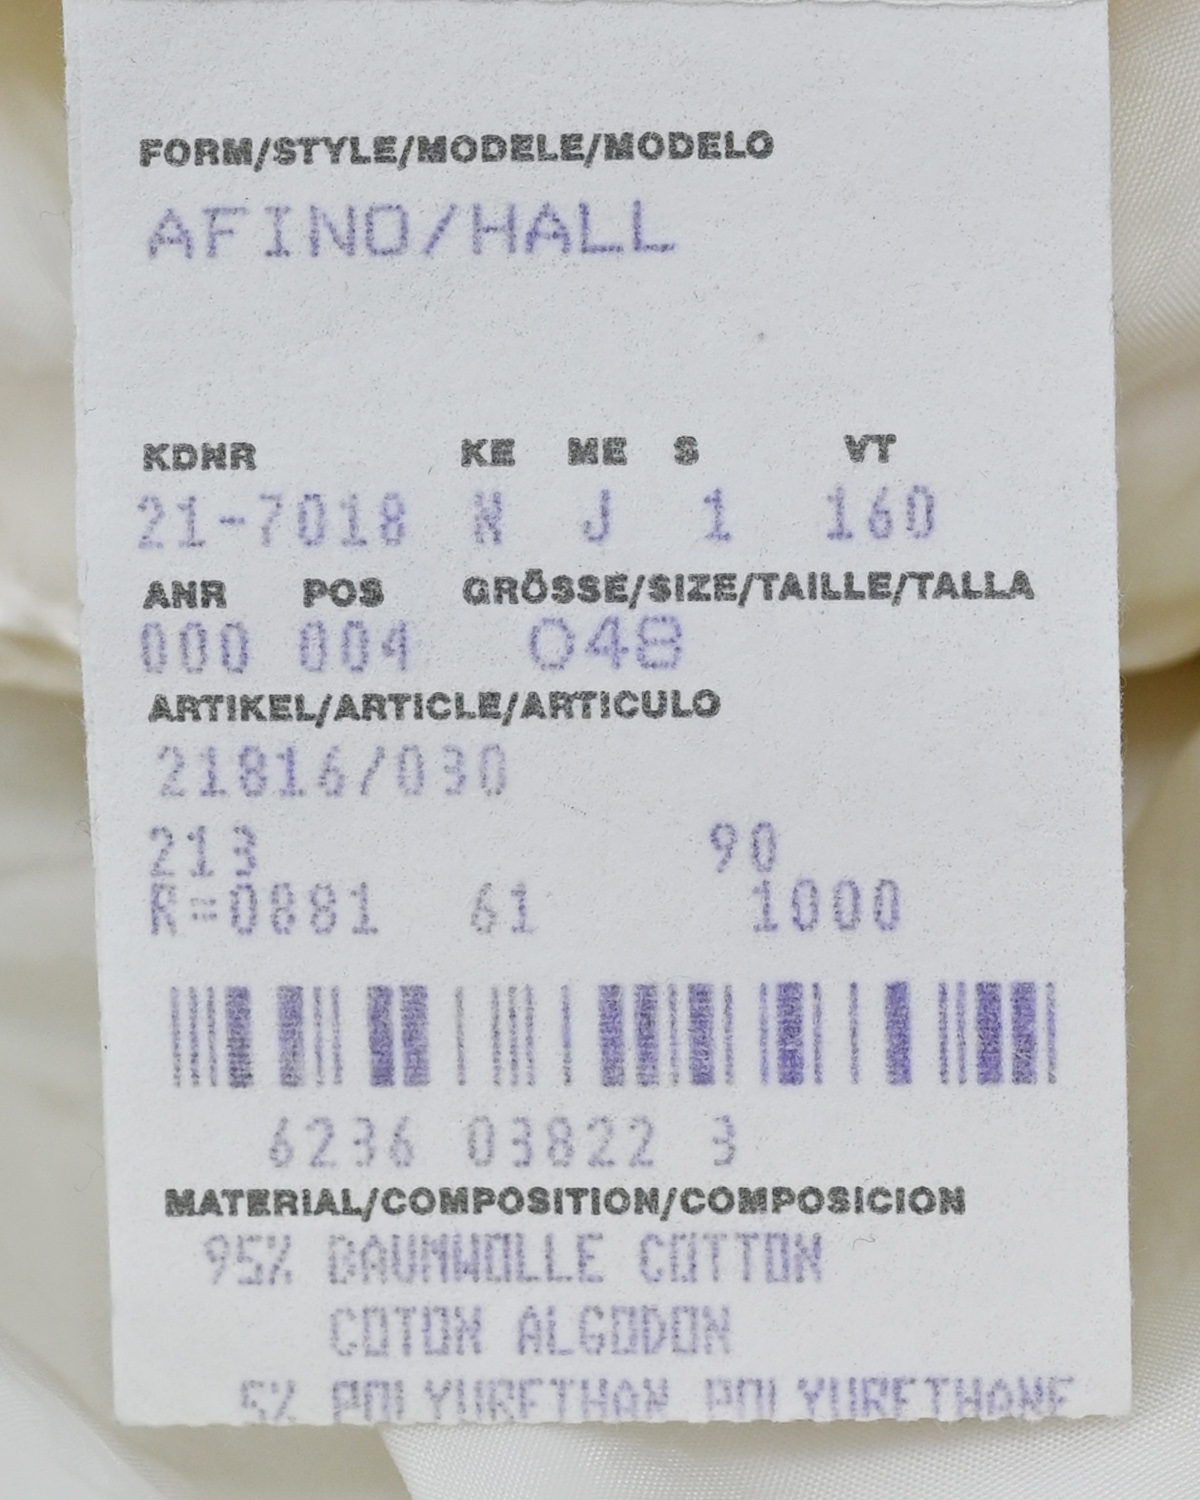 FORM/STYLE/MODELE/MODELO
AFINO/HALL
KDNR KE ME S VT
21-7018 N J 1 160
ANR POS GRÖSSE/SIZE/TAILLE/TALLA
000 004 048
ARTIKEL/ARTICLE/ARTICULO
21816/030
213 90
R=0881 61 1000
6236 03822 3
MATERIAL/COMPOSITION/COMPOSICION
95% BAUMWOLLE COTTON
COTON ALGODON
5% POLYURETHAN POLYURETHANE